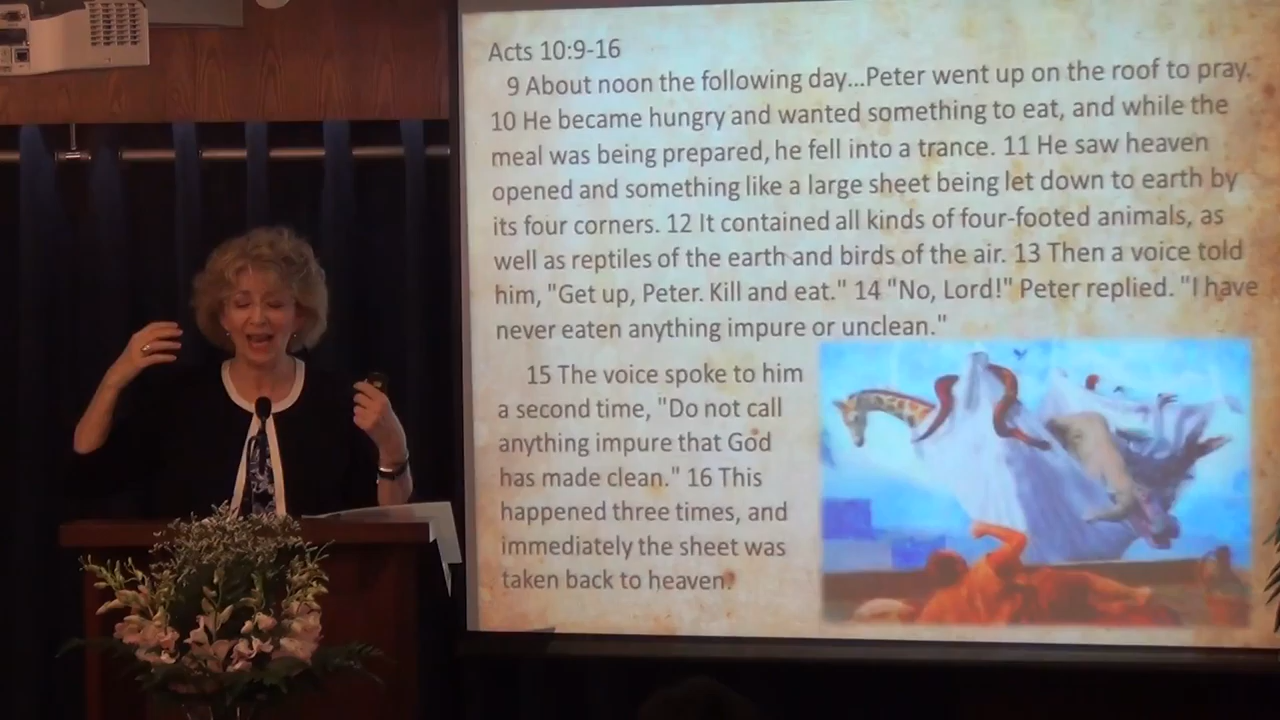 Acts 10:9-16
9 About noon the following day...Peter went up on the roof to pray.
10 He became hungry and wanted something to eat, and while the
meal was being prepared, he fell into a trance. 11 He saw heaven
opened and something like a large sheet being let down to earth by
its four corners. 12 It contained all kinds of four-footed animals, as
well as reptiles of the earth and birds of the air. 13 Then a voice told
him, "Get up, Peter. Kill and eat." 14 "No, Lord!" Peter replied. "I have
never eaten anything impure or unclean."
15 The voice spoke to him
a second time, "Do not call
anything impure that God
has made clean." 16 This
happened three times, and
immediately the sheet was
taken back to heaven.